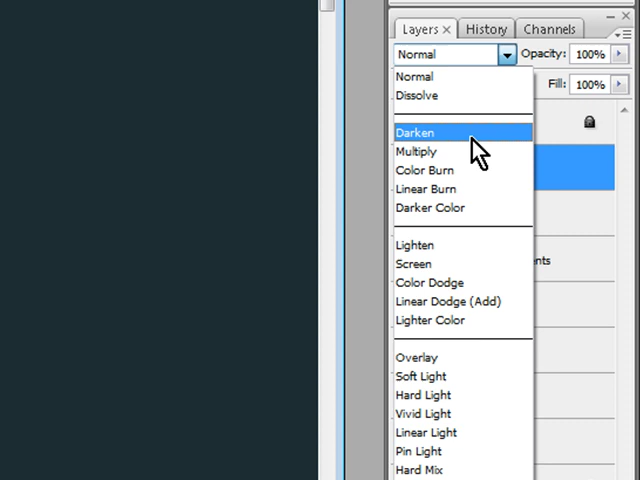 Layers × History Channels
Normal Opacity: 100%
Fill: 100%
Normal
Dissolve
Darken
Multiply
Color Burn
Linear Burn
Darker Color
Lighten
Screen
Color Dodge
Linear Dodge (Add)
Lighter Color
Overlay
Soft Light
Hard Light
Vivid Light
Linear Light
Pin Light
Hard Mix